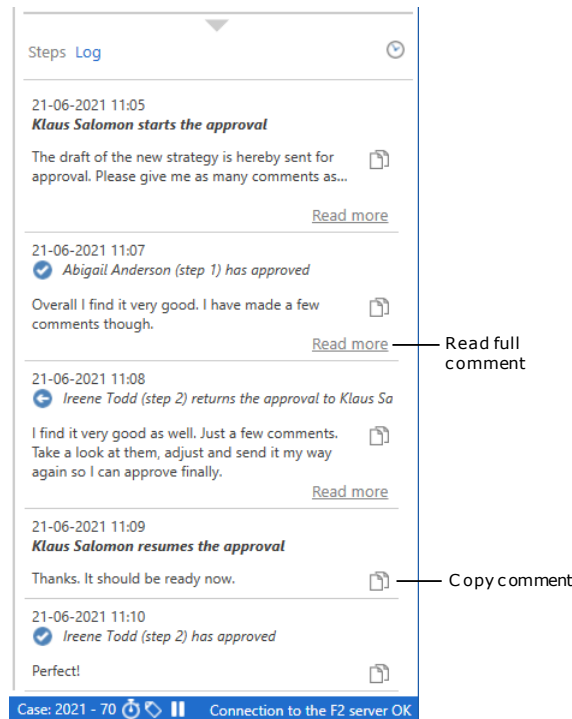 Steps Log
21-06-2021 11:05
Klaus Salomon starts the approval
The draft of the new strategy is hereby sent for
approval. Please give me as many comments as...
Read more
21-06-2021 11:07
Abigail Anderson (step 1) has approved
Overall I find it very good. I have made a few
comments though.
Read more
Read full
comment
21-06-2021 11:08
Ireene Todd (step 2) returns the approval to Klaus Sa
I find it very good as well. Just a few comments.
Take a look at them, adjust and send it my way
again so I can approve finally.
Read more
21-06-2021 11:09
Klaus Salomon resumes the approval
Thanks. It should be ready now.
Copy comment
21-06-2021 11:10
Ireene Todd (step 2) has approved
Perfect!
Case: 2021 - 70 Connection to the F2 server OK